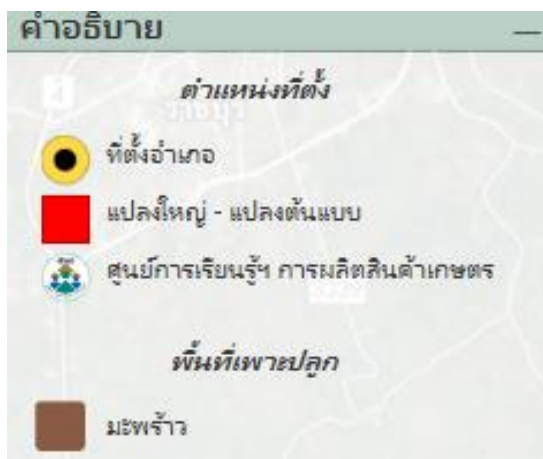 คำอธิบาย
ตำแหน่งที่ตั้ง
ที่ตั้งอำเภอ
แปลงใหญ่ - แปลงต้นแบบ
ศูนย์การเรียนรู้ฯ การผลิตสินค้าเกษตร
พื้นที่เพาะปลูก
มะพร้าว